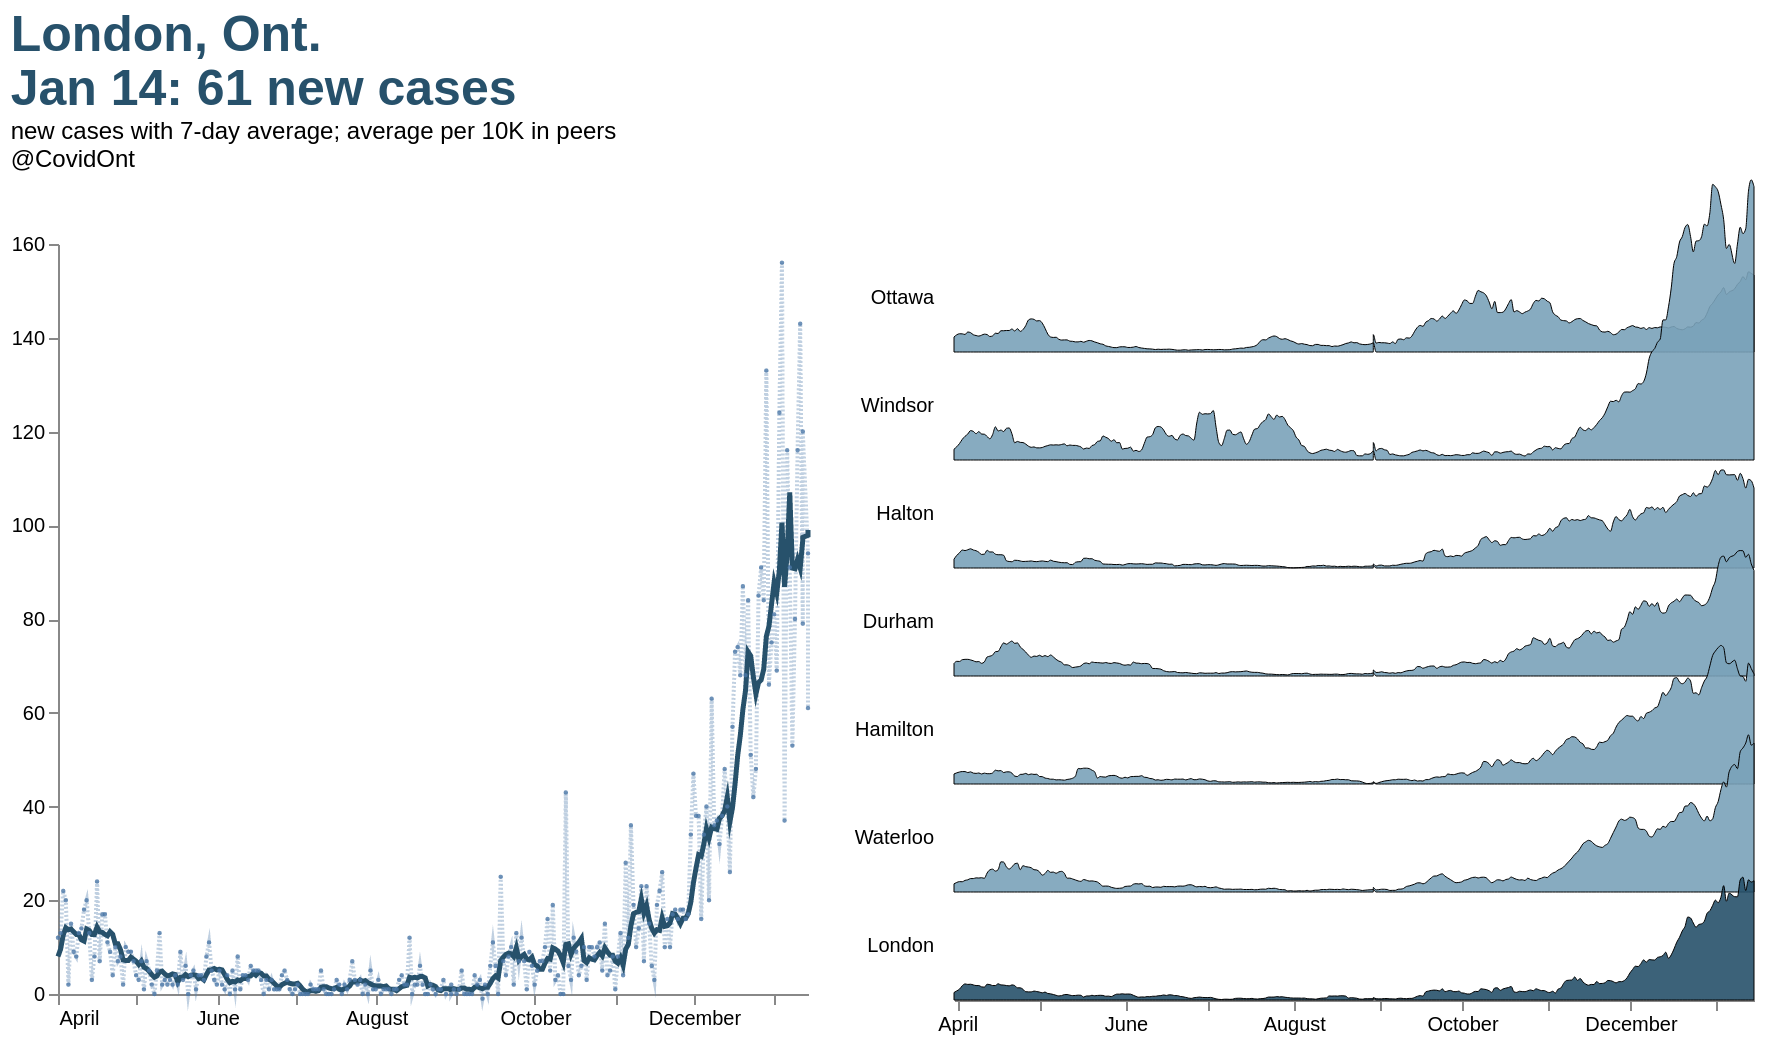 London, Ont.
Jan 14: 61 new cases
new cases with 7-day average; average per 10K in peers
@CovidOnt
160
140
120
100
80
60
40
20
0
April
June
August
October
December
Ottawa
Windsor
Halton
Durham
Hamilton
Waterloo
London
April
June
August
October
December